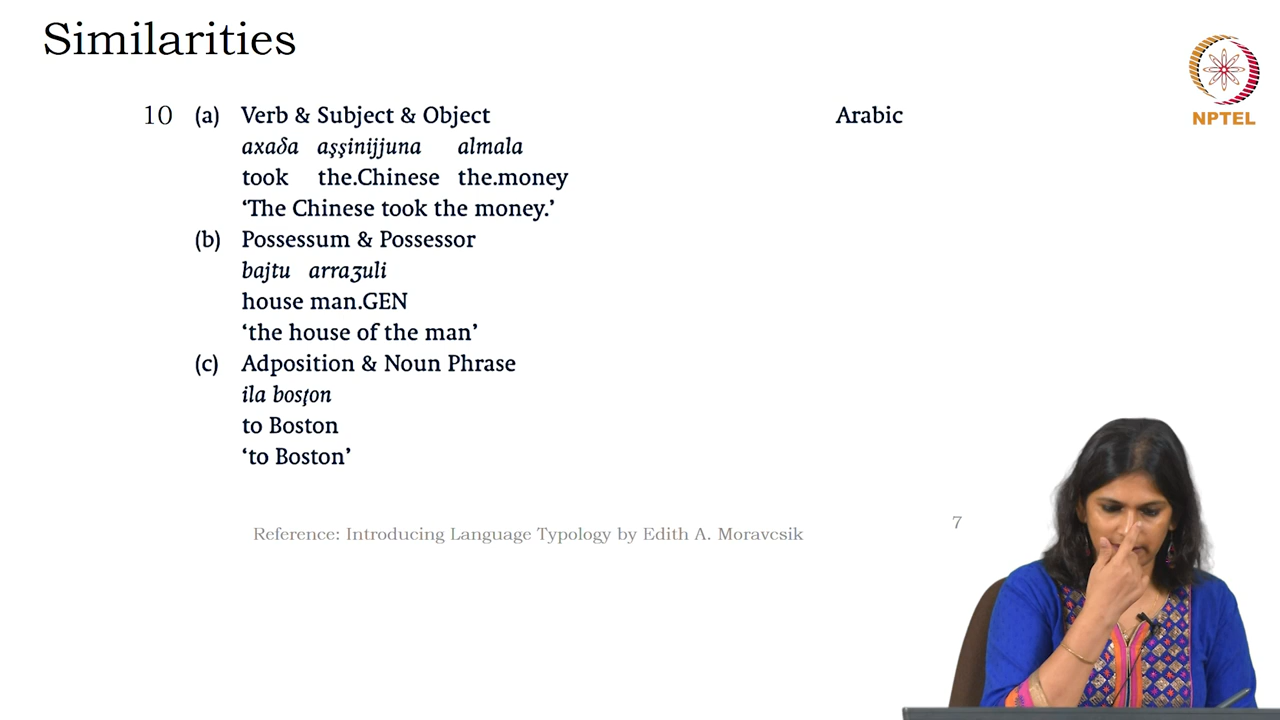 Similarities
NPTEL
10 (a) Verb & Subject & Object Arabic
axaδa aṣṣinijjuna almala
took the.Chinese the.money
‘The Chinese took the money.’
(b) Possessum & Possessor
bajtu arraʒuli
house man.GEN
‘the house of the man’
(c) Adposition & Noun Phrase
ila bosṭon
to Boston
‘to Boston’
Reference: Introducing Language Typology by Edith A. Moravcsik
7